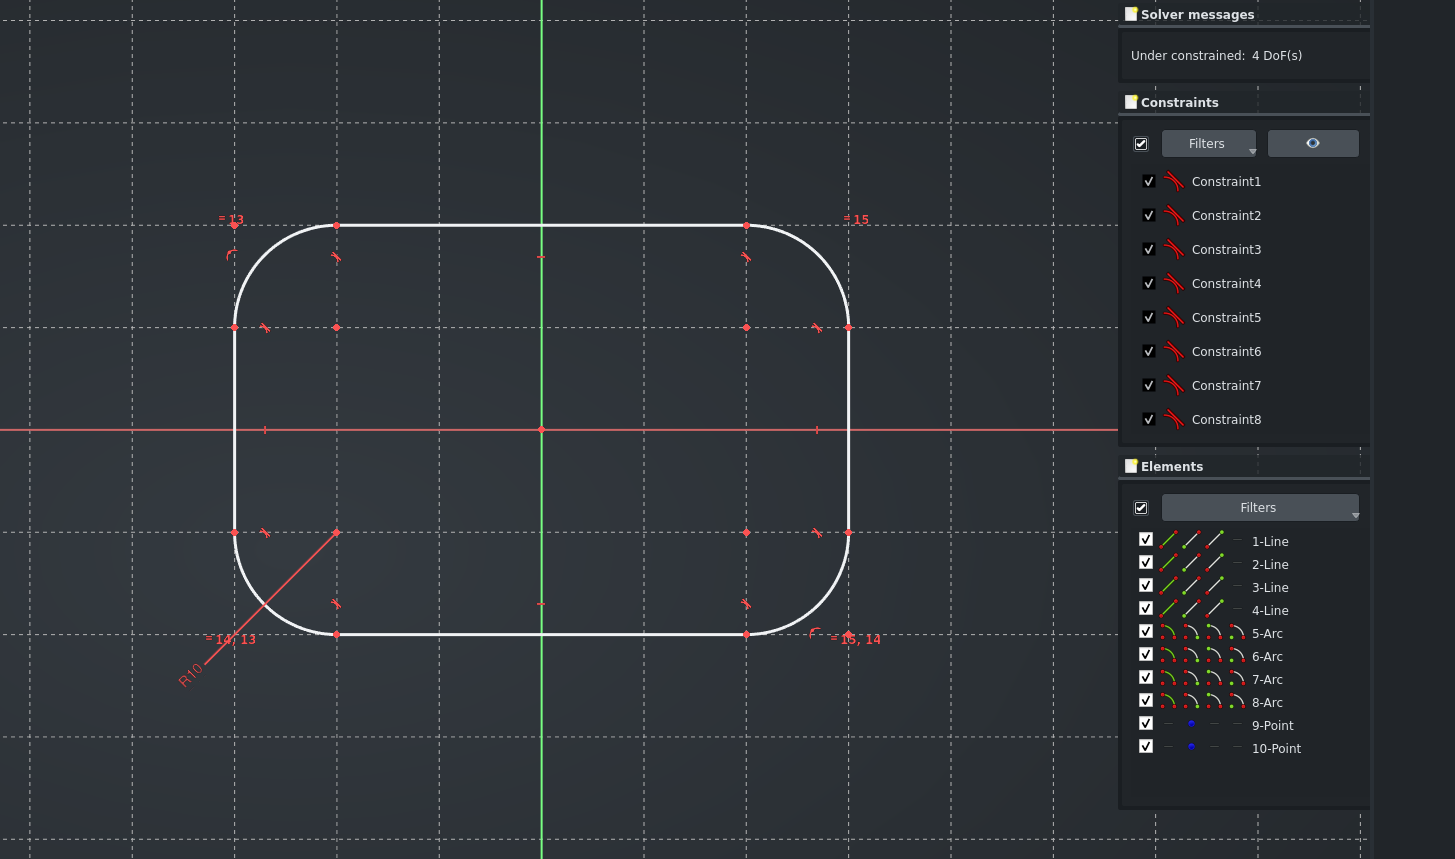 Solver messages
Under constrained: 4 DoF(s)
Constraints
Filters
Constraint1
Constraint2
Constraint3
Constraint4
Constraint5
Constraint6
Constraint7
Constraint8
Elements
Filters
1-Line
2-Line
3-Line
4-Line
5-Arc
6-Arc
7-Arc
8-Arc
9-Point
10-Point
=13
=15
=14, 13
=15, 14
R10